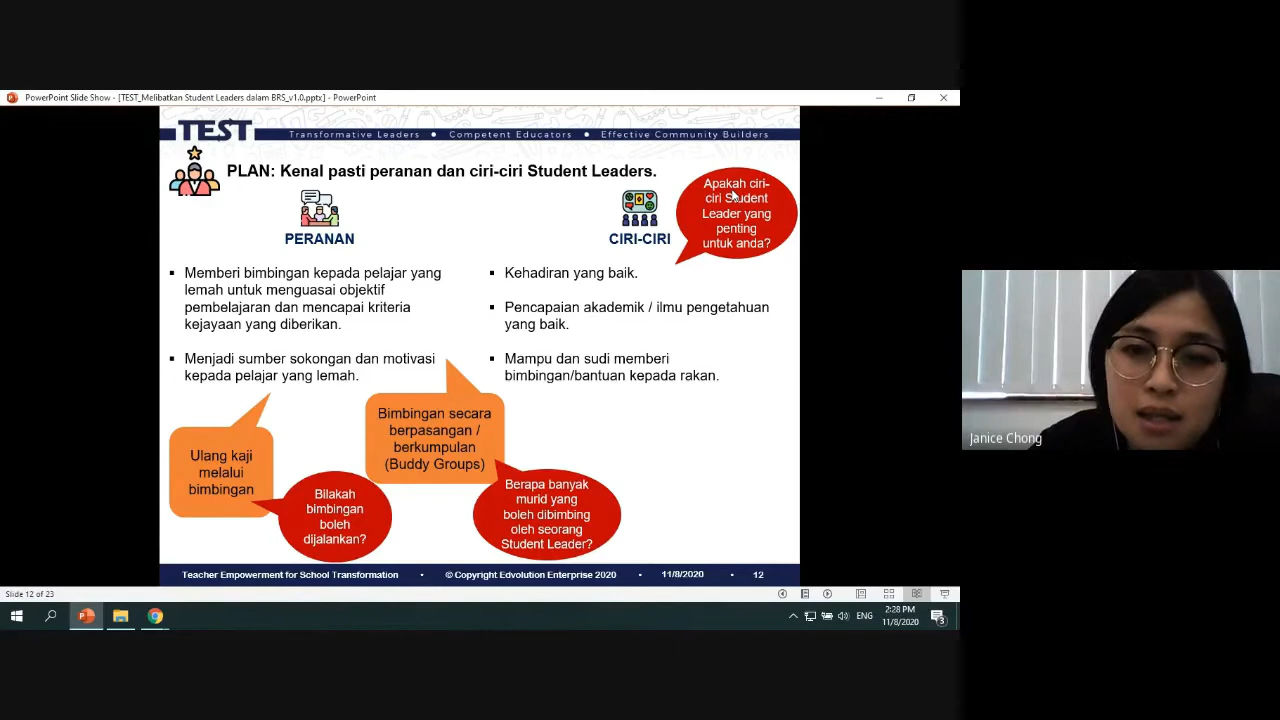 PowerPoint Slide Show - [TEST_Melibatkan Student Leaders dalam BRS_v1.0.pptx] - PowerPoint
TEST
Transformative Leaders • Competent Educators • Effective Community Builders
PLAN: Kenal pasti peranan dan ciri-ciri Student Leaders.
Apakah ciri-
ciri Student
Leader yang
penting
untuk anda?
PERANAN
▪ Memberi bimbingan kepada pelajar yang
lemah untuk menguasai objektif
pembelajaran dan mencapai kriteria
kejayaan yang diberikan.
▪ Menjadi sumber sokongan dan motivasi
kepada pelajar yang lemah.
CIRI-CIRI
▪ Kehadiran yang baik.
▪ Pencapaian akademik / ilmu pengetahuan
yang baik.
▪ Mampu dan sudi memberi
bimbingan/bantuan kepada rakan.
Ulang kaji
melalui
bimbingan
Bilakah
bimbingan
boleh
dijalankan?
Bimbingan secara
berpasangan /
berkumpulan
(Buddy Groups)
Berapa banyak
murid yang
boleh dibimbing
oleh seorang
Student Leader?
Teacher Empowerment for School Transformation • © Copyright Edvolution Enterprise 2020 • 11/8/2020 • 12
Slide 12 of 23
ENG
2:28 PM
11/8/2020
3
Janice Chong